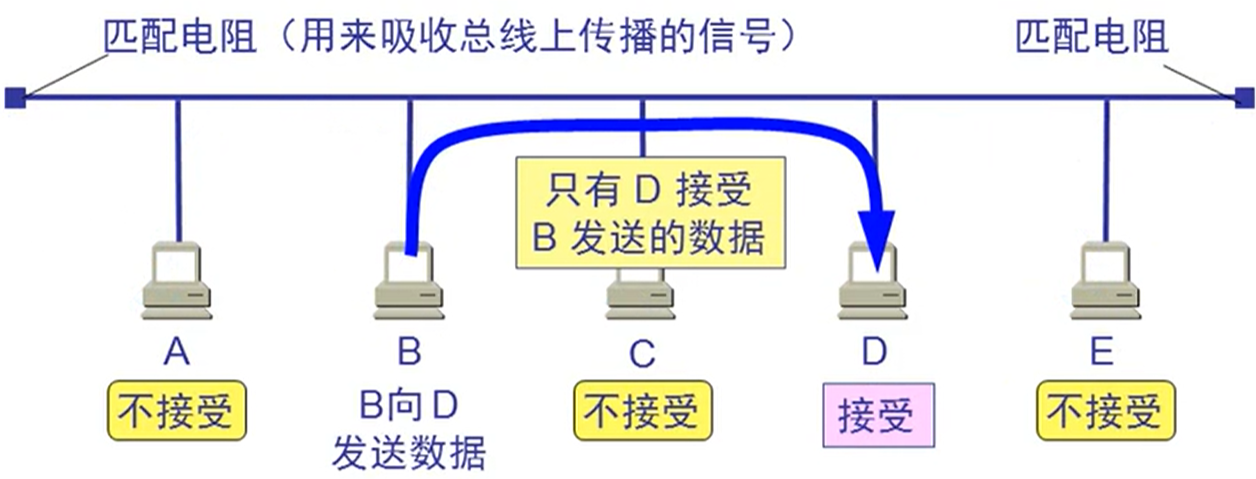 匹配电阻（用来吸收总线上传播的信号）
匹配电阻
只有 D 接受
B 发送的数据
A
B
C
D
E
不接受
B向D
发送数据
不接受
接受
不接受